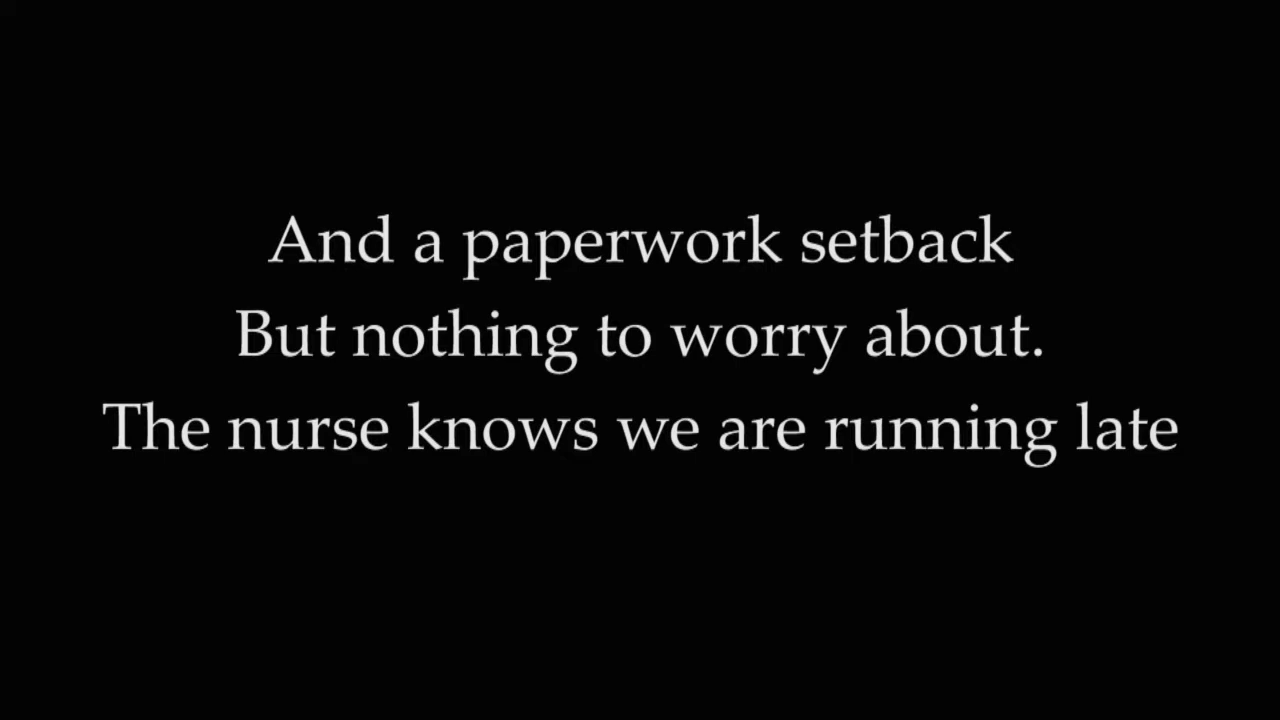 And a paperwork setback
But nothing to worry about.
The nurse knows we are running late